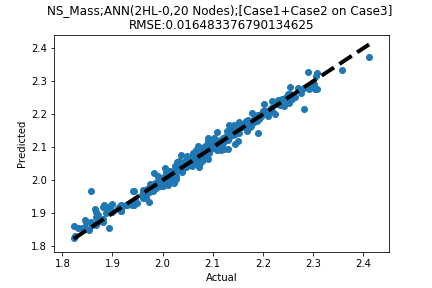 NS_Mass;ANN(2HL-0,20 Nodes);[Case1+Case2 on Case3]
RMSE:0.016483376790134625
2.4
2.3
2.2
2.1
2.0
1.9
1.8
Predicted
1.8 1.9 2.0 2.1 2.2 2.3 2.4
Actual